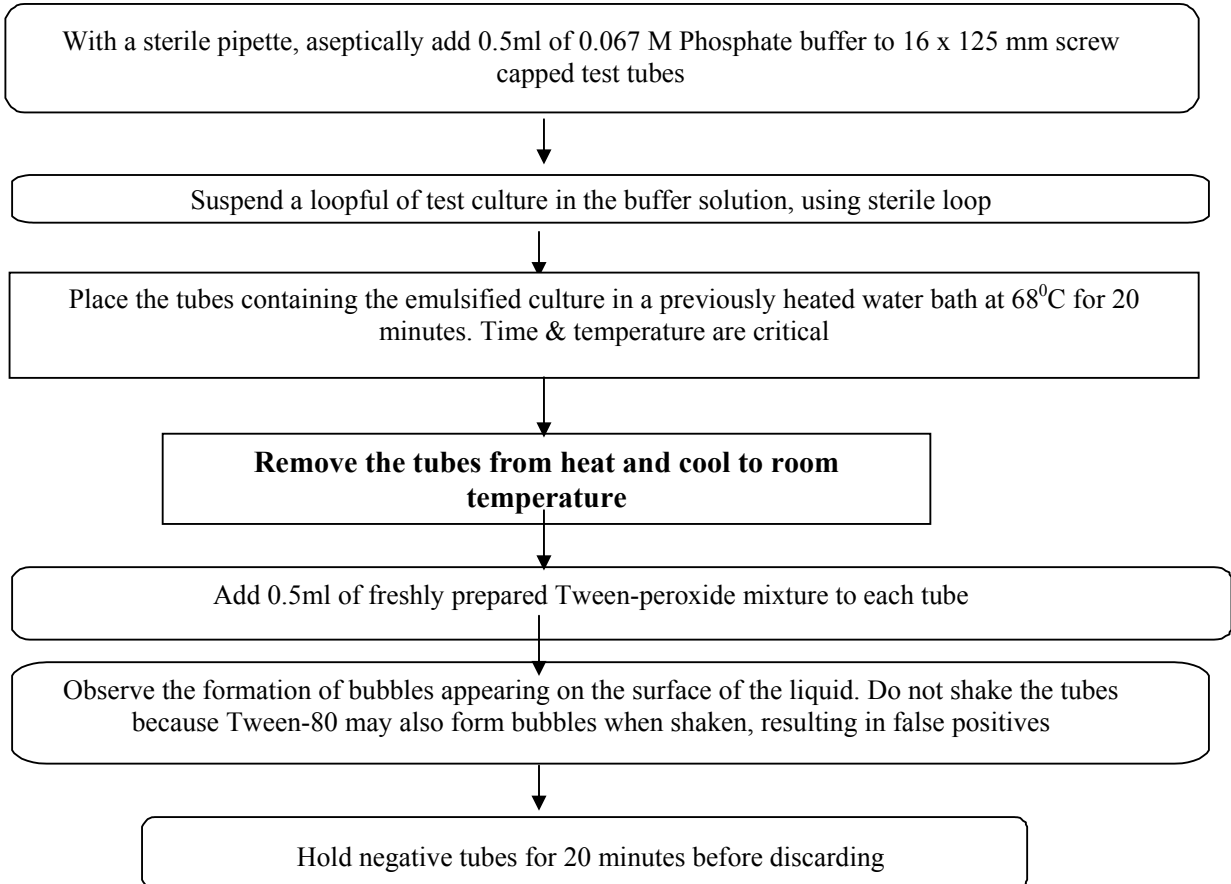 With a sterile pipette, aseptically add 0.5ml of 0.067 M Phosphate buffer to 16 x 125 mm screw
capped test tubes
Suspend a loopful of test culture in the buffer solution, using sterile loop
Place the tubes containing the emulsified culture in a previously heated water bath at 68⁰C for 20
minutes. Time & temperature are critical
Remove the tubes from heat and cool to room
temperature
Add 0.5ml of freshly prepared Tween-peroxide mixture to each tube
Observe the formation of bubbles appearing on the surface of the liquid. Do not shake the tubes
because Tween-80 may also form bubbles when shaken, resulting in false positives
Hold negative tubes for 20 minutes before discarding